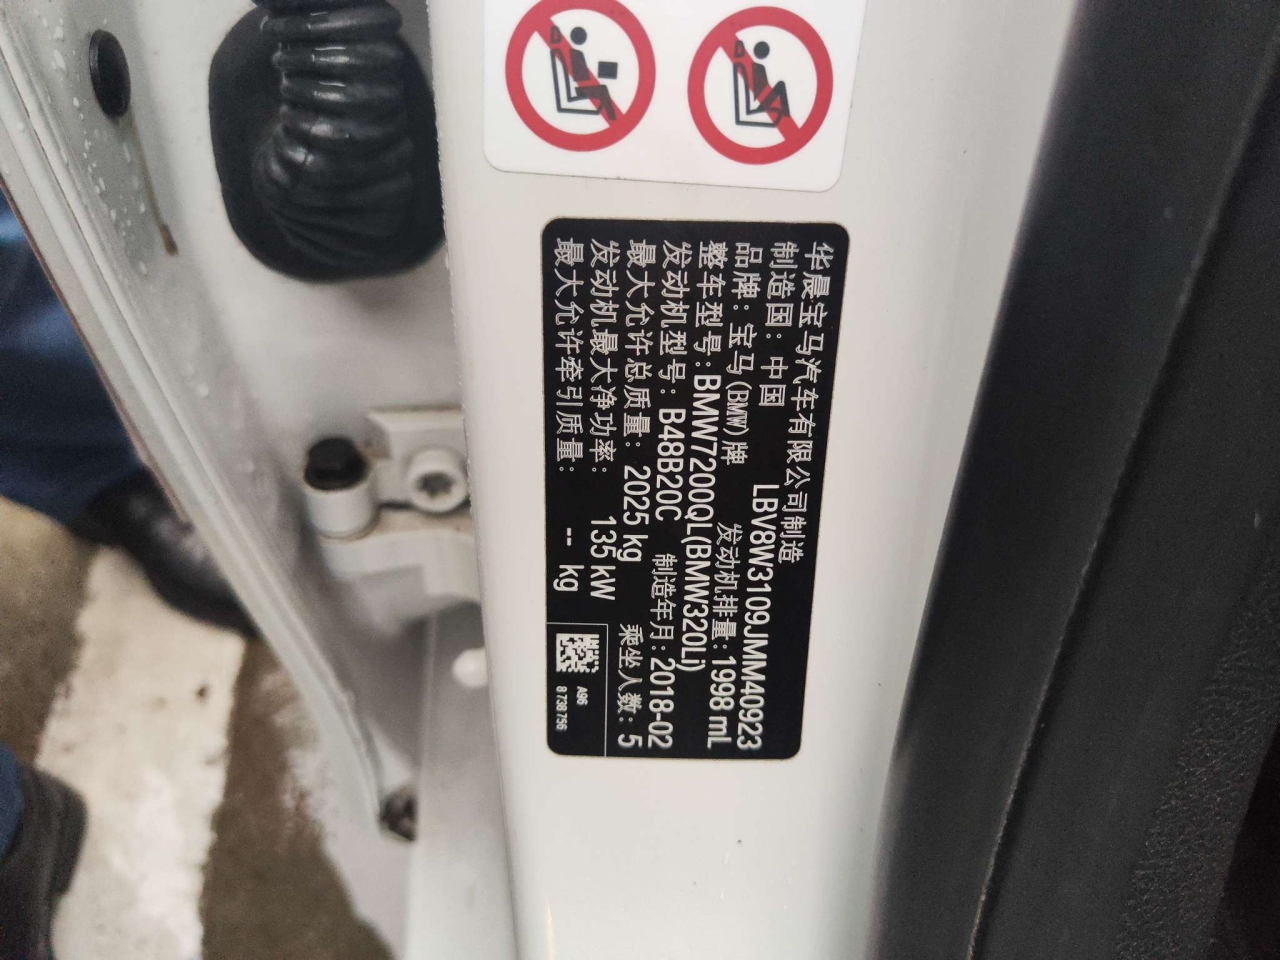 华晨宝马汽车有限公司制造
制造国：中国 LBV8W3109JMM40923
品牌：宝马(BMW)牌 发动机排量：1998 mL
整车型号：BMW7200QL(BMW320Li)
发动机型号：B48B20C 制造年月：2018-02
最大允许总质量：2025 kg 乘坐人数：5
发动机最大净功率：135 kW
最大允许牵引质量：-- kg
A96
8 738 756